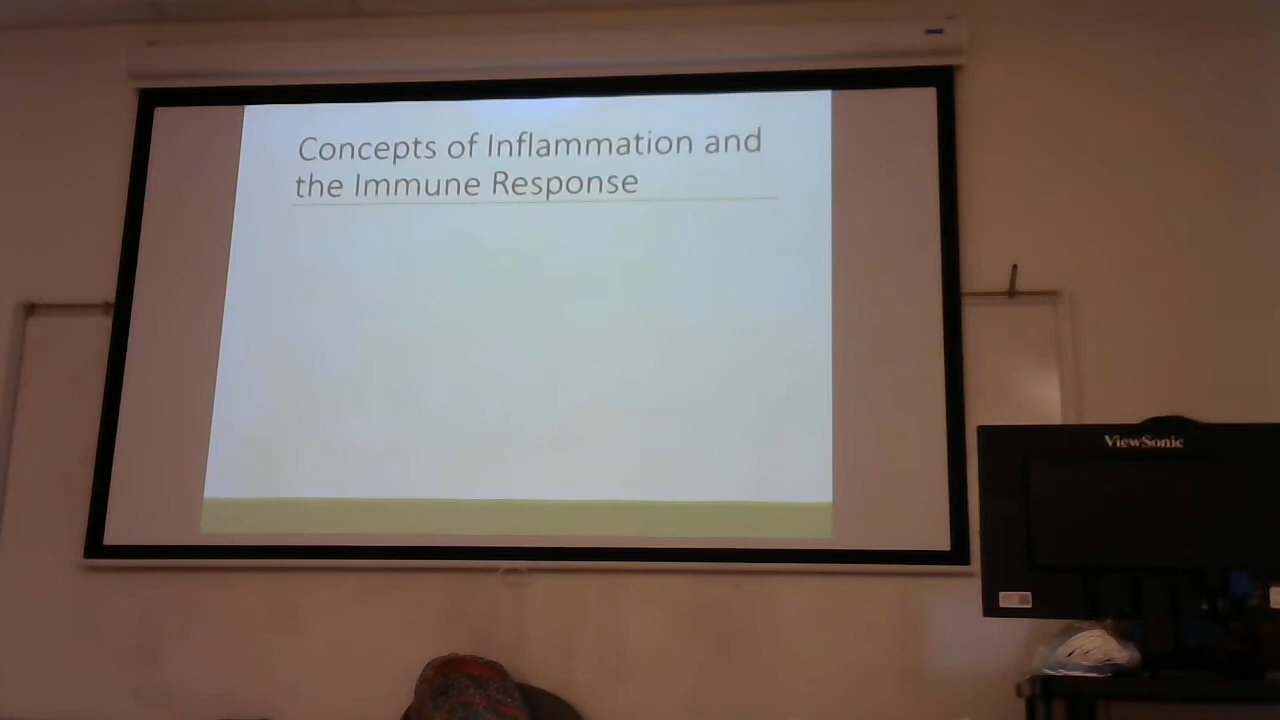 Concepts of Inflammation and
the Immune Response
ViewSonic